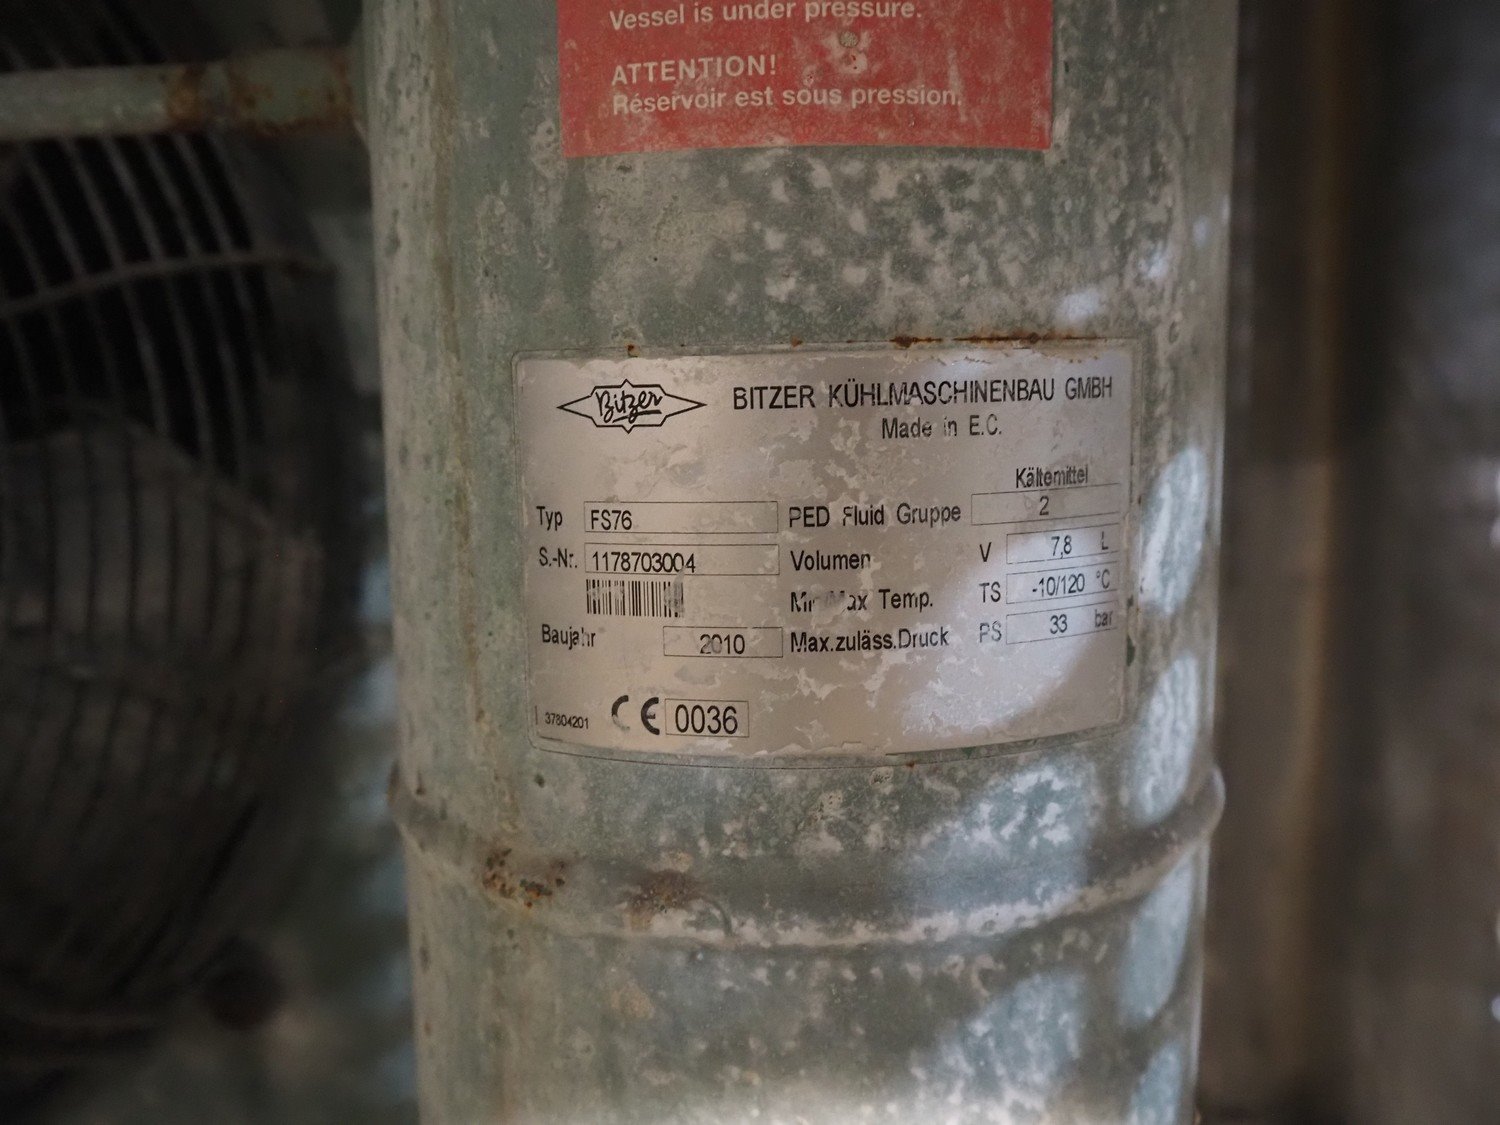 Vessel is under pressure.
ATTENTION!
Réservoir est sous pression.
Bitzer
BITZER KÜHLMASCHINENBAU GMBH
Made in E.C.
Kältemittel
Typ FS76 PED Fluid Gruppe 2
S.-Nr. 1178703004 Volumen V 7,8 L
Min/Max Temp. TS -10/120 °C
Baujahr 2010 Max.zuläss.Druck PS 33 bar
37804201 CE 0036